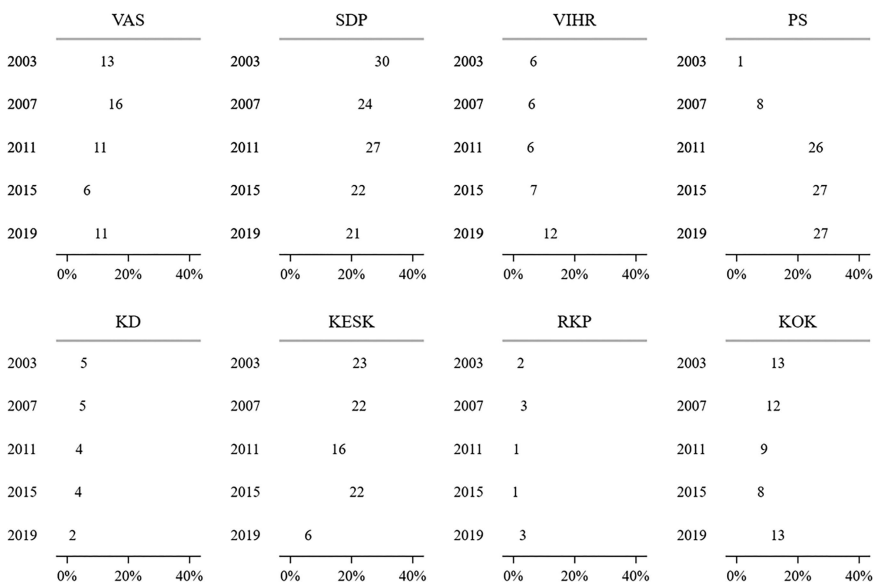 VAS SDP VIHR PS
2003 13 2003 30 2003 6 2003 1
2007 16 2007 24 2007 6 2007 8
2011 11 2011 27 2011 6 2011 26
2015 6 2015 22 2015 7 2015 27
2019 11 2019 21 2019 12 2019 27
0% 20% 40% 0% 20% 40% 0% 20% 40% 0% 20% 40%
KD KESK RKP KOK
2003 5 2003 23 2003 2 2003 13
2007 5 2007 22 2007 3 2007 12
2011 4 2011 16 2011 1 2011 9
2015 4 2015 22 2015 1 2015 8
2019 2 2019 6 2019 3 2019 13
0% 20% 40% 0% 20% 40% 0% 20% 40% 0% 20% 40%